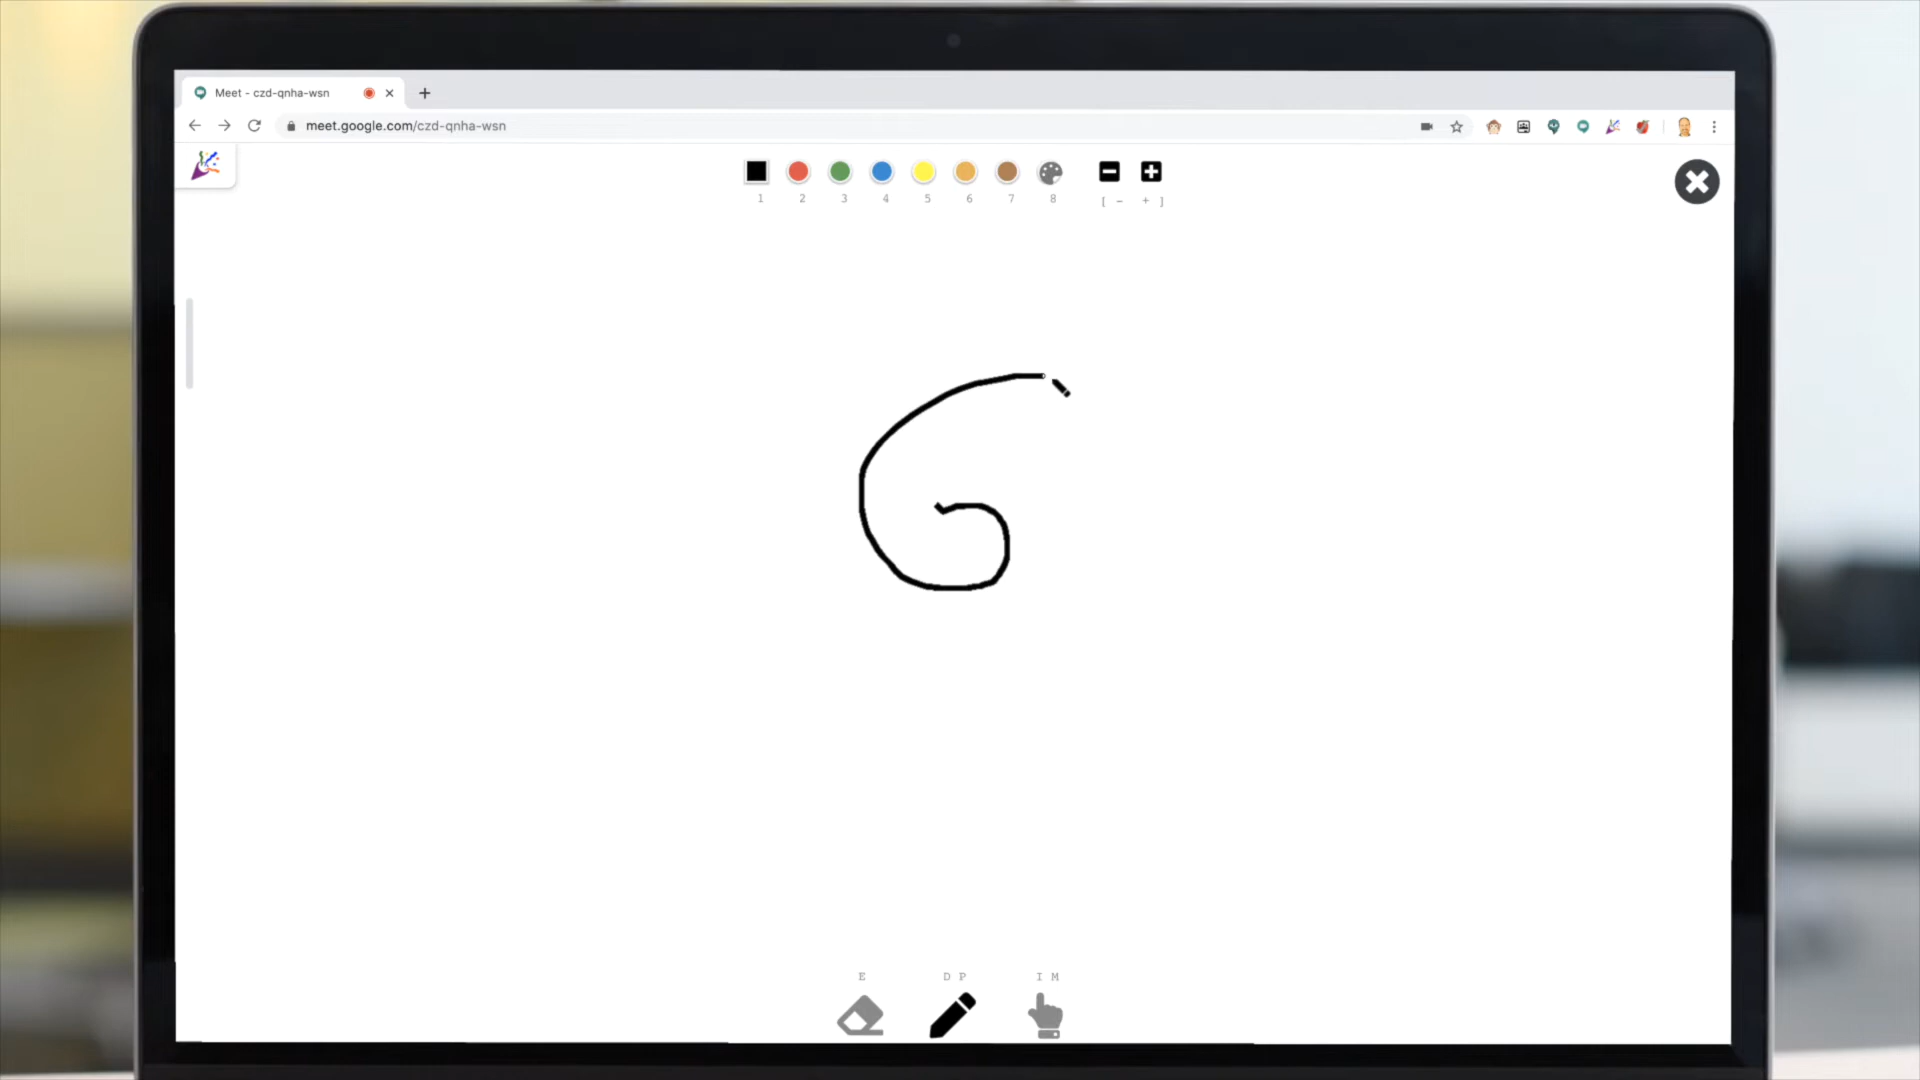 Meet - czd-qnha-wsn
meet.google.com/czd-qnha-wsn
1 2 3 4 5 6 7 8 [ - + ]
E D P I M